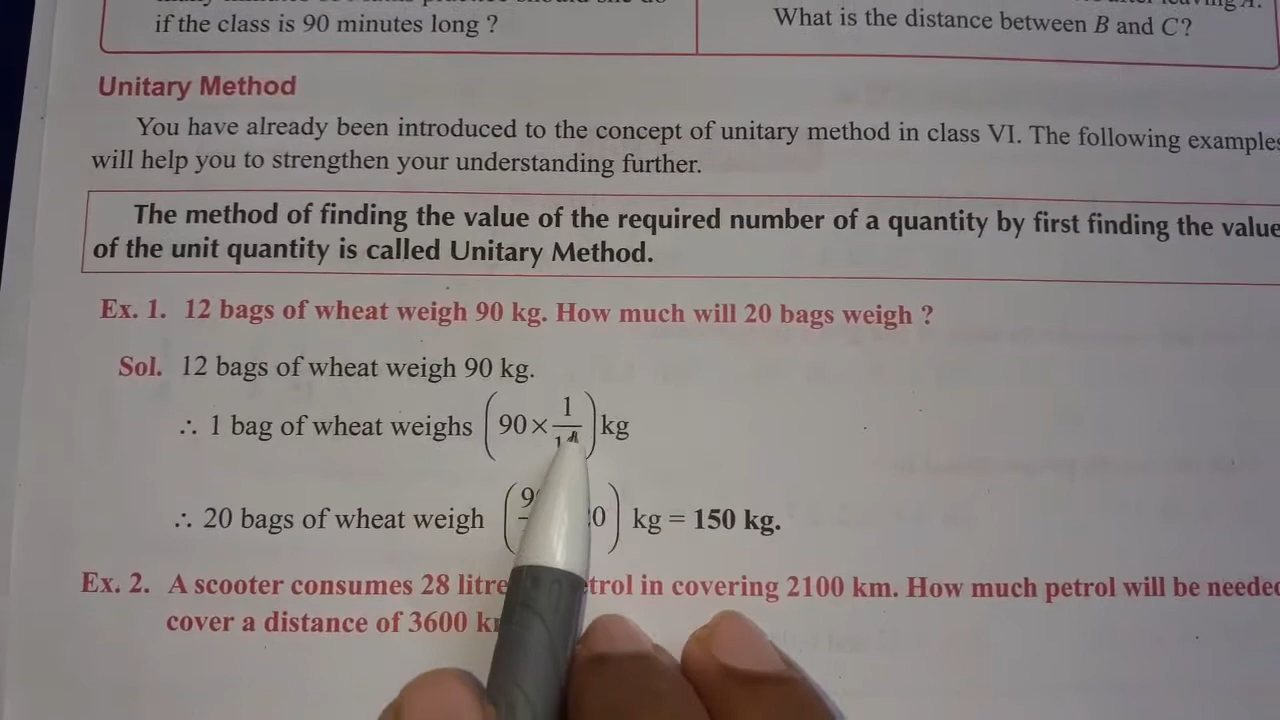 if the class is 90 minutes long ?
What is the distance between B and C?
Unitary Method
You have already been introduced to the concept of unitary method in class VI. The following examples
will help you to strengthen your understanding further.
The method of finding the value of the required number of a quantity by first finding the value
of the unit quantity is called Unitary Method.
Ex. 1. 12 bags of wheat weigh 90 kg. How much will 20 bags weigh ?
Sol. 12 bags of wheat weigh 90 kg.
∴ 1 bag of wheat weighs (90 × 1/) kg
∴ 20 bags of wheat weigh ( ) kg = 150 kg.
Ex. 2. A scooter consumes 28 in covering 2100 km. How much petrol will be needed
cover a distance of 3600